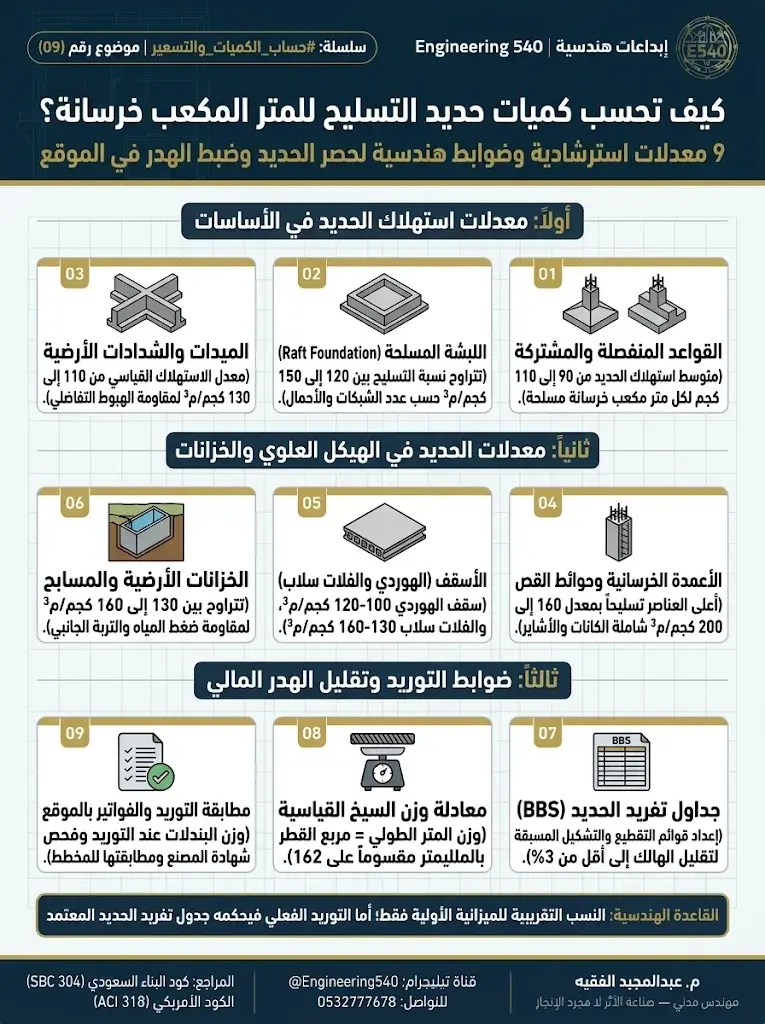 إبداعات هندسية | Engineering 540
E540
سلسلة: #حساب_الكميات_والتسعير | موضوع رقم (09)
كيف تحسب كميات حديد التسليح للمتر المكعب خرسانة؟
9 معدلات استرشادية وضوابط هندسية لحصر الحديد وضبط الهدر في الموقع
أولاً: معدلات استهلاك الحديد في الأساسات
01
القواعد المنفصلة والمشتركة
(متوسط استهلاك الحديد من 90 إلى 110
كجم لكل متر مكعب خرسانة مسلحة).
02
اللبشة المسلحة (Raft Foundation)
(تتراوح نسبة التسليح بين 120 إلى 150
كجم/م³ حسب عدد الشبكات والأحمال).
03
الميدات والشدادات الأرضية
(معدل الاستهلاك القياسي من 110 إلى
130 كجم/م³ لمقاومة الهبوط التفاضلي).
ثانياً: معدلات الحديد في الهيكل العلوي والخزانات
04
الأعمدة الخرسانية وحوائط القص
(أعلى العناصر تسليحاً بمعدل 160 إلى
200 كجم/م³ شاملة الكانات والأشاير).
05
الأسقف (الهوردي والفلات سلاب)
(سقف الهوردي 100-120 كجم/م³،
والفلات سلاب 130-160 كجم/م³).
06
الخزانات الأرضية والمسابح
(تتراوح بين 130 إلى 160 كجم/م³
لمقاومة ضغط المياه والتربة الجانبي).
ثالثاً: ضوابط التوريد وتقليل الهدر المالي
07
BBS
جداول تفريد الحديد (BBS)
(إعداد قوائم التقطيع والتشكيل المسبقة
لتقليل الهالك إلى أقل من 3%).
08
معادلة وزن السيخ القياسية
(وزن المتر الطولي = مربع القطر
بالملليمتر مقسوماً على 162).
09
مطابقة التوريد والفواتير بالموقع
(وزن البندلات عند التوريد وفحص
شهادة المصنع ومطابقتها للمخطط).
القاعدة الهندسية: النسب التقريبية للميزانية الأولية فقط؛ أما التوريد الفعلي فيحكمه جدول تفريد الحديد المعتمد
م. عبدالمجيد الفقيه
مهندس مدني — صناعة الأثر لا مجرد الإنجاز
قناة تيليجرام: Engineering540@
للتواصل: 0532777678
المراجع: كود البناء السعودي (SBC 304)
الكود الأمريكي (ACI 318)